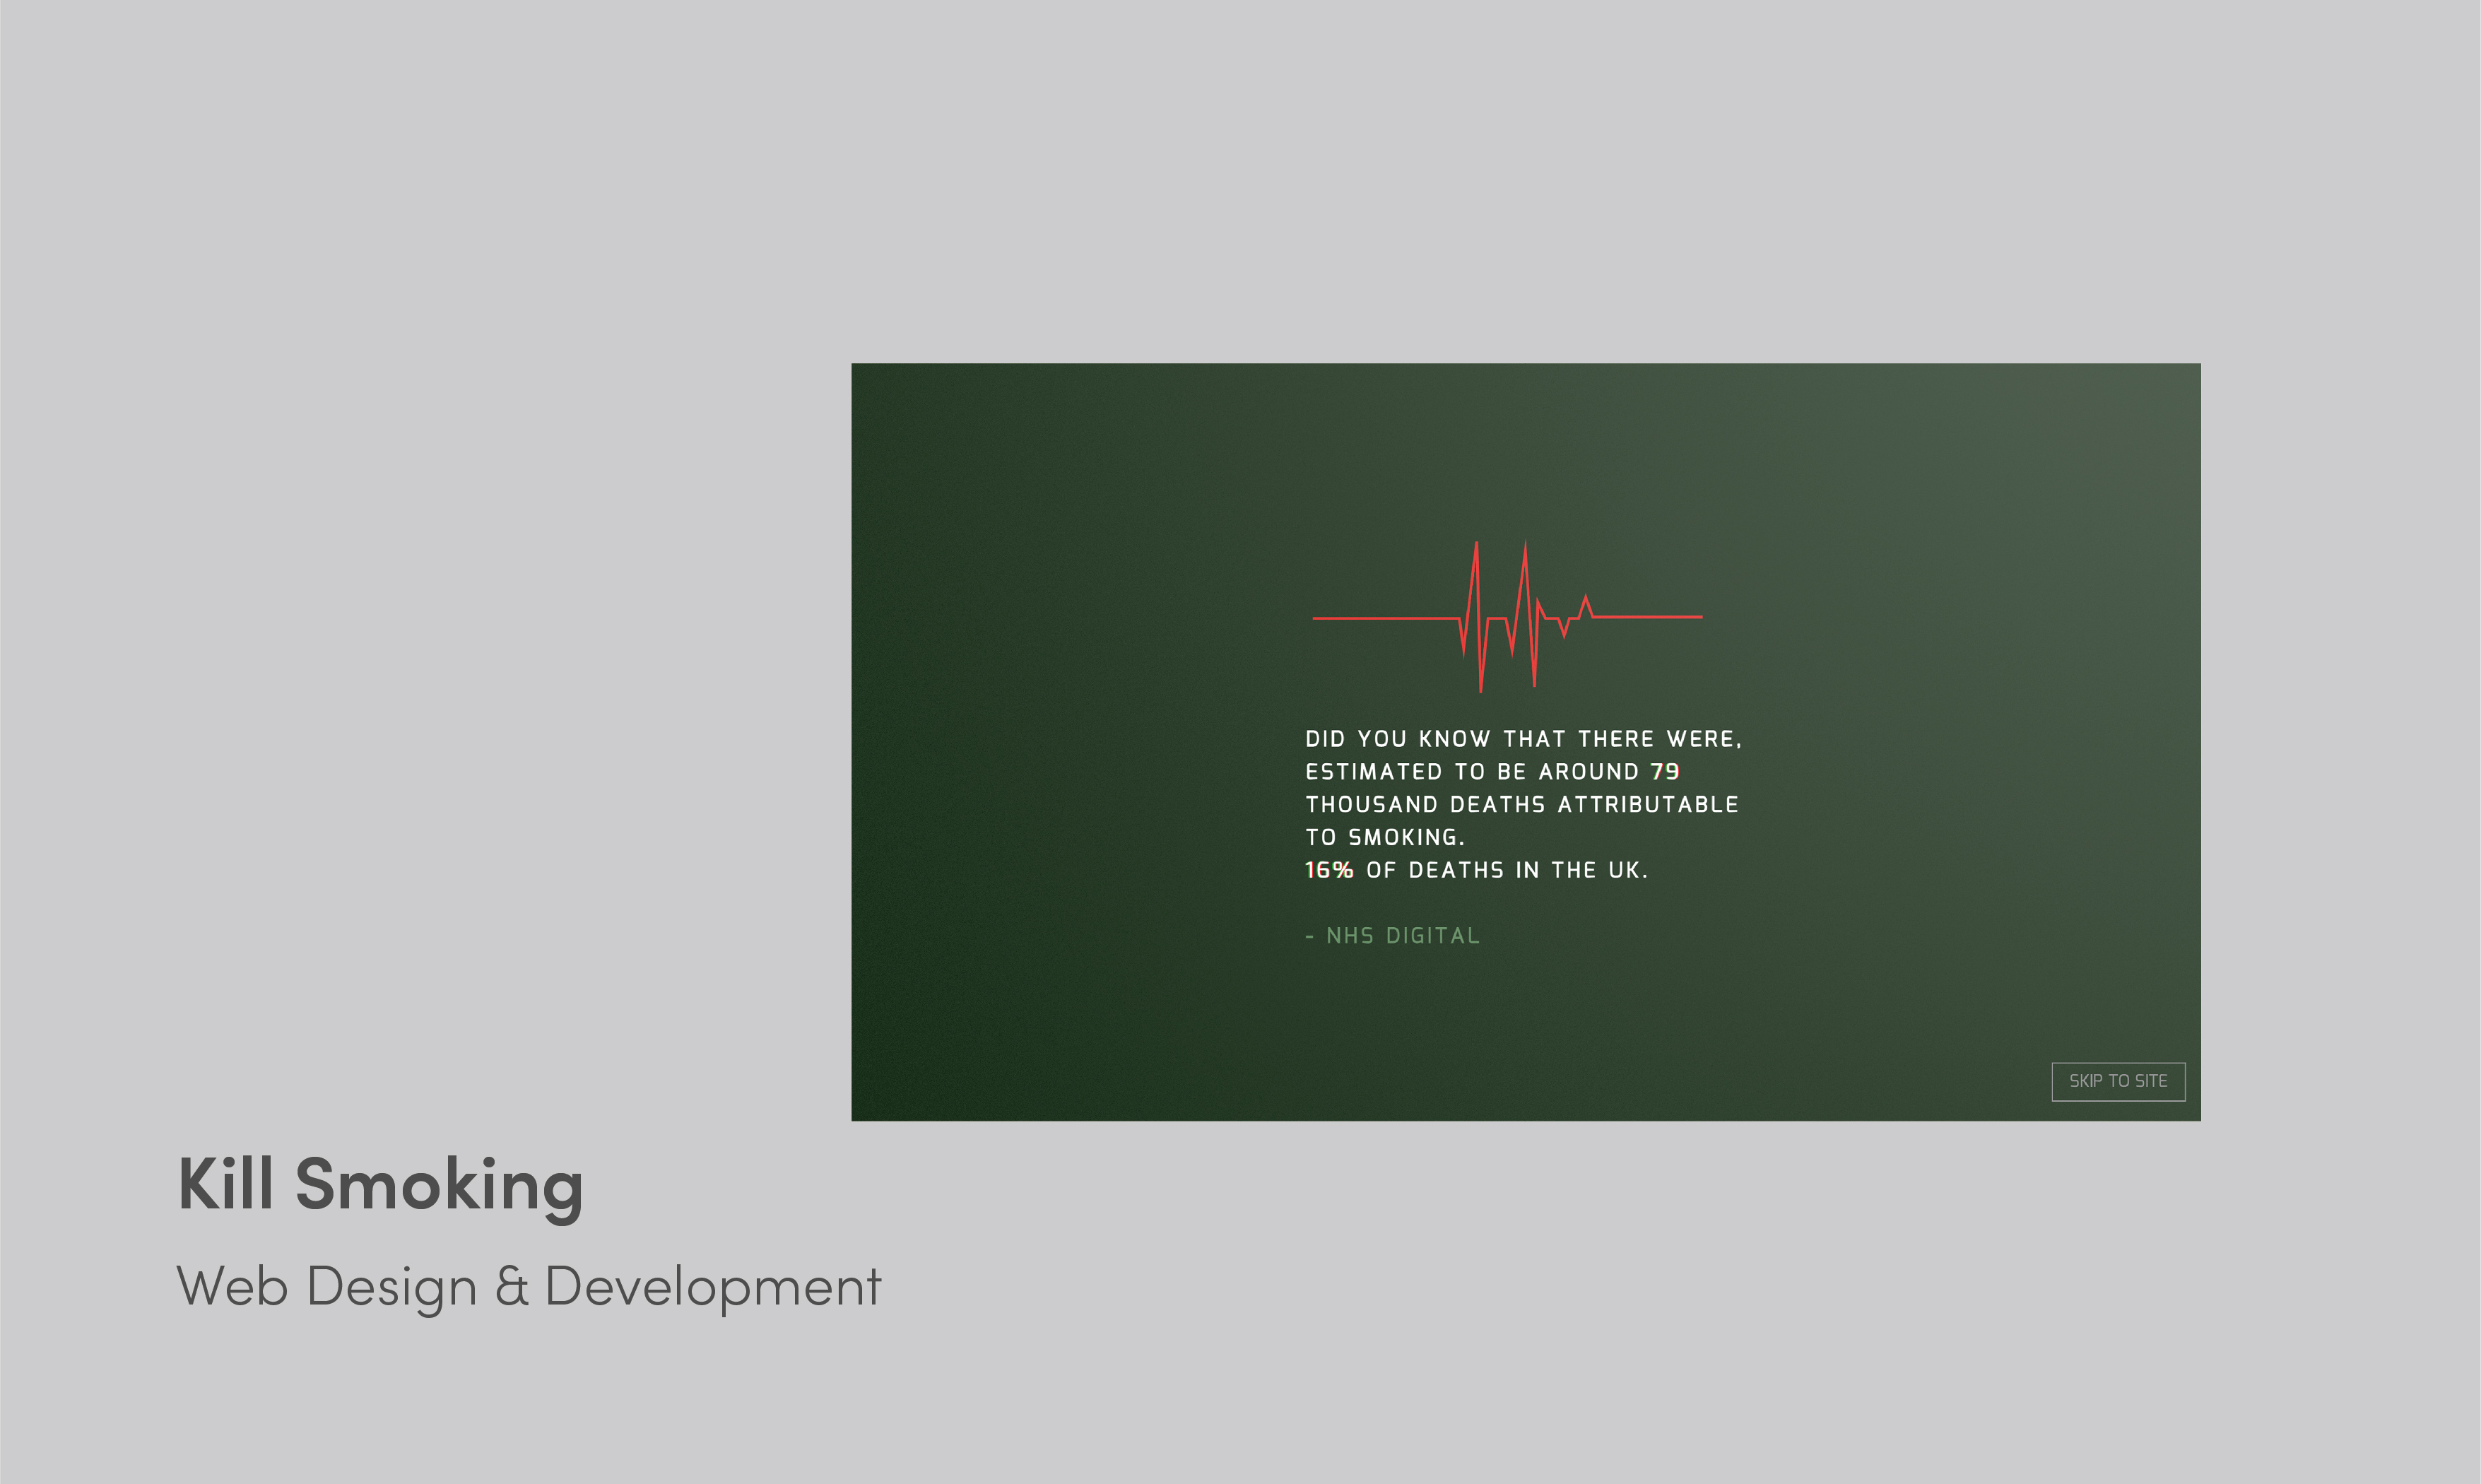 DID YOU KNOW THAT THERE WERE,
ESTIMATED TO BE AROUND 79
THOUSAND DEATHS ATTRIBUTABLE
TO SMOKING.
16% OF DEATHS IN THE UK.
- NHS DIGITAL
SKIP TO SITE
Kill Smoking
Web Design & Development